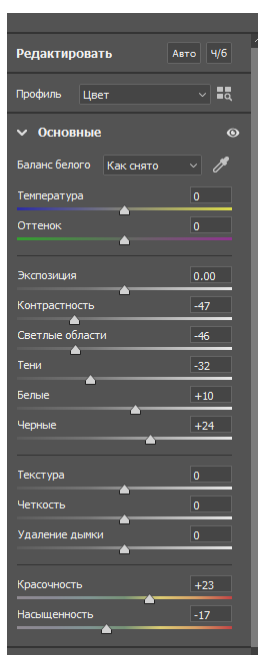 Редактировать Авто Ч/б
Профиль Цвет
Основные
Баланс белого Как снято
Температура 0
Оттенок 0
Экспозиция 0.00
Контрастность -47
Светлые области -46
Тени -32
Белые +10
Черные +24
Текстура 0
Четкость 0
Удаление дымки 0
Красочность +23
Насыщенность -17